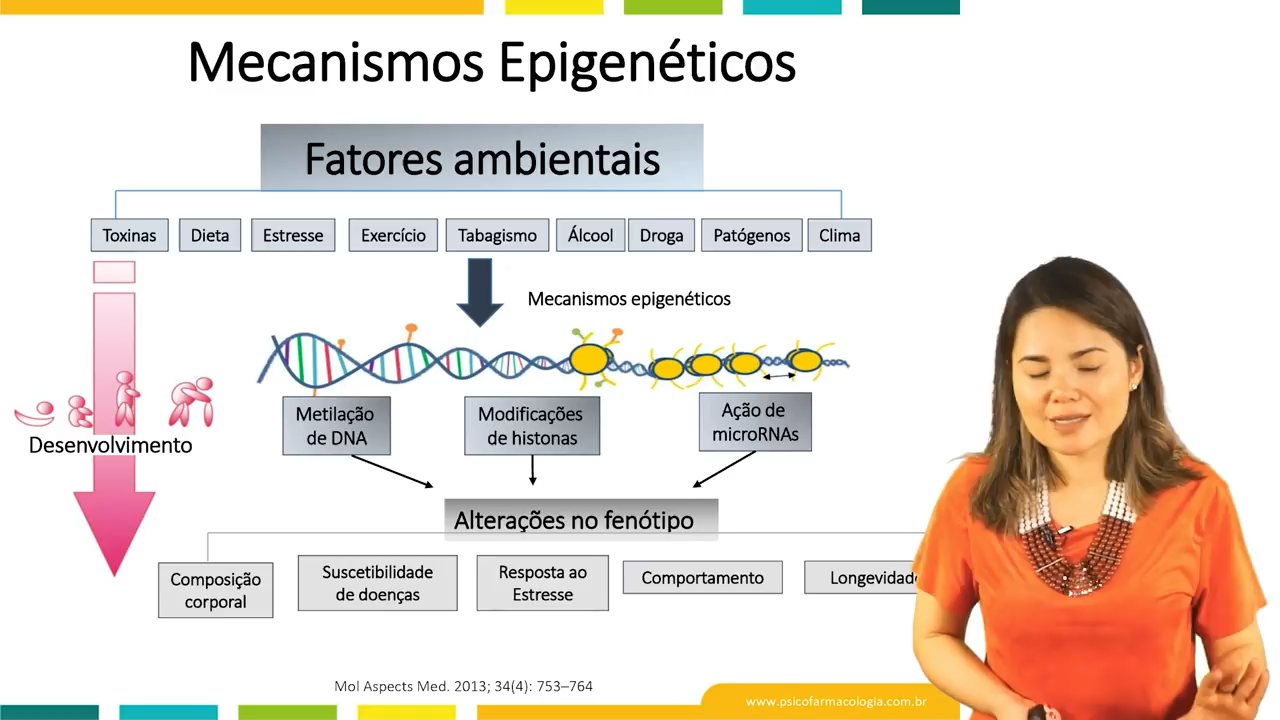 Mecanismos Epigenéticos
Fatores ambientais
Toxinas
Dieta
Estresse
Exercício
Tabagismo
Álcool
Droga
Patógenos
Clima
Mecanismos epigenéticos
Metilação
de DNA
Modificações
de histonas
Ação de
microRNAs
Desenvolvimento
Alterações no fenótipo
Composição
corporal
Suscetibilidade
de doenças
Resposta ao
Estresse
Comportamento
Longevidade
Mol Aspects Med. 2013; 34(4): 753–764
www.psicofarmacologia.com.br